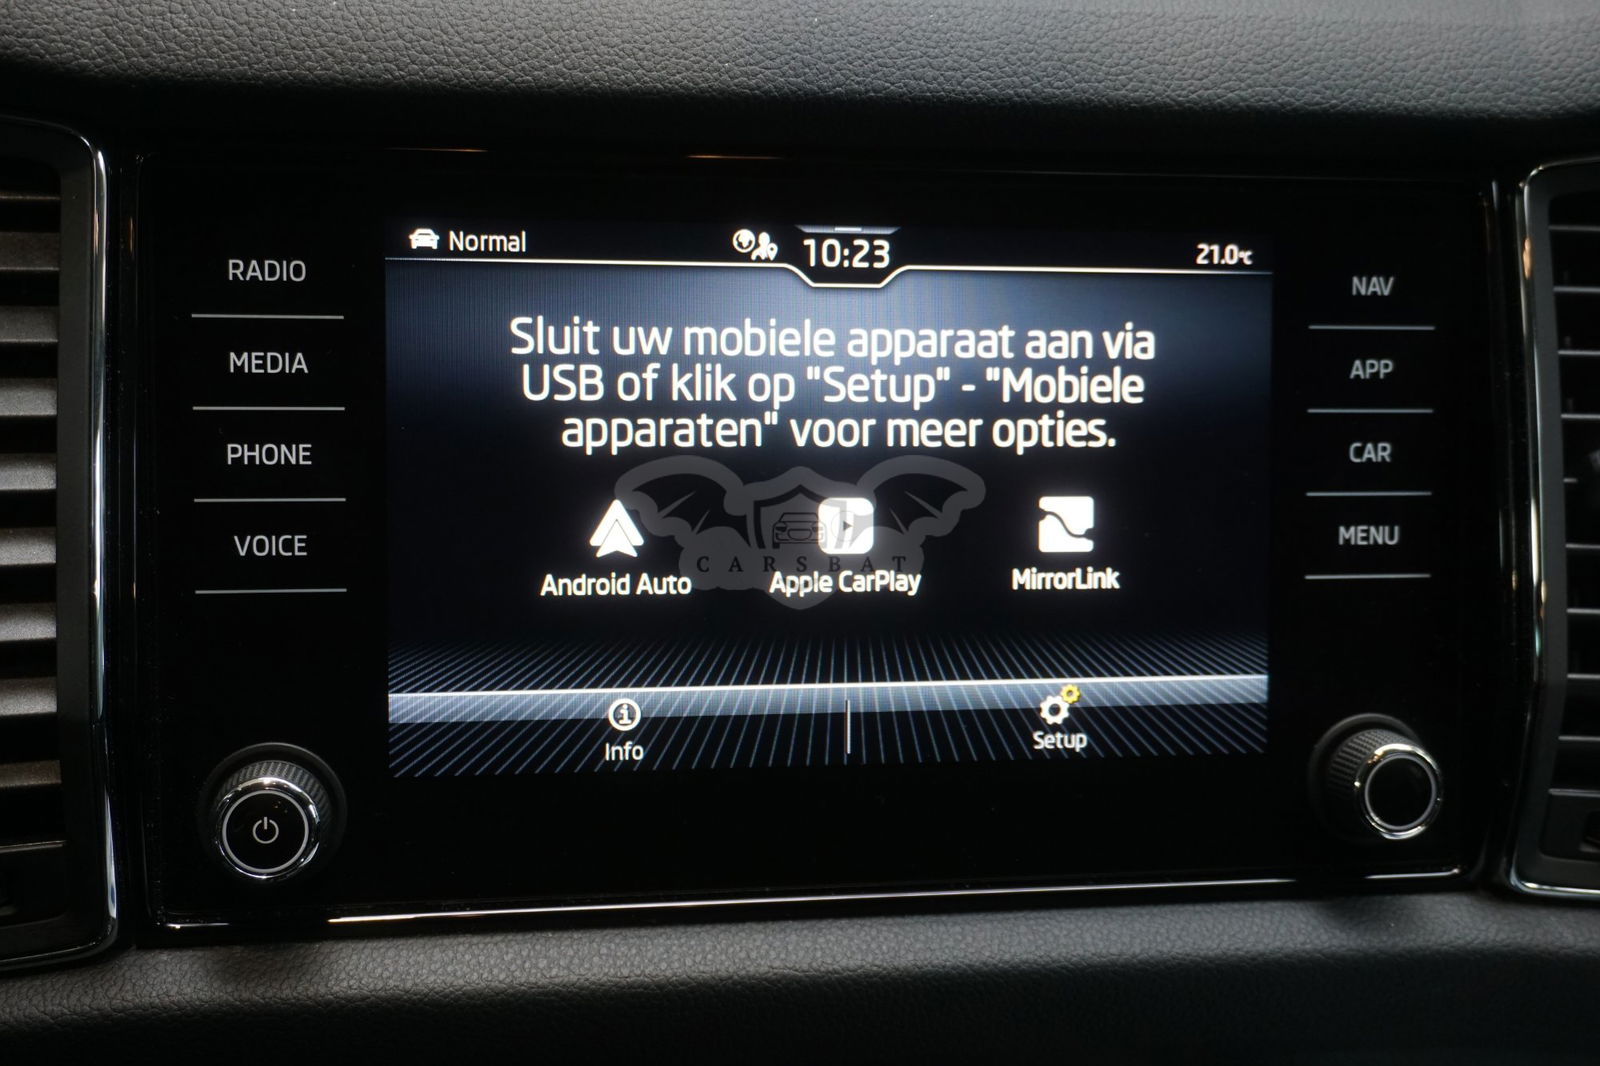 Normal
10:23
21.0°C
RADIO
MEDIA
PHONE
VOICE
Sluit uw mobiele apparaat aan via
USB of klik op "Setup" - "Mobiele
apparaten" voor meer opties.
CARSBAT
Android Auto
Apple CarPlay
MirrorLink
Info
Setup
NAV
APP
CAR
MENU